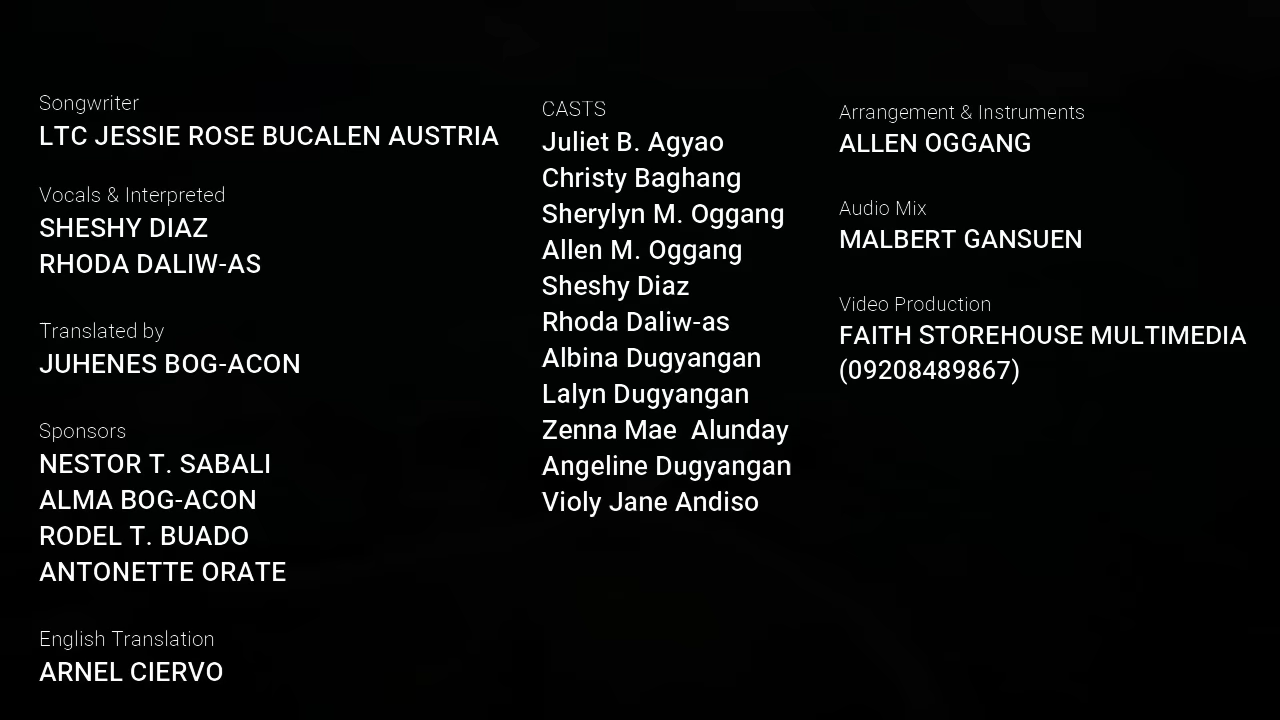 Songwriter
LTC JESSIE ROSE BUCALEN AUSTRIA
Vocals & Interpreted
SHESHY DIAZ
RHODA DALIW-AS
Translated by
JUHENES BOG-ACON
Sponsors
NESTOR T. SABALI
ALMA BOG-ACON
RODEL T. BUADO
ANTONETTE ORATE
English Translation
ARNEL CIERVO
CASTS
Juliet B. Agyao
Christy Baghang
Sherylyn M. Oggang
Allen M. Oggang
Sheshy Diaz
Rhoda Daliw-as
Albina Dugyangan
Lalyn Dugyangan
Zenna Mae  Alunday
Angeline Dugyangan
Violy Jane Andiso
Arrangement & Instruments
ALLEN OGGANG
Audio Mix
MALBERT GANSUEN
Video Production
FAITH STOREHOUSE MULTIMEDIA
(09208489867)